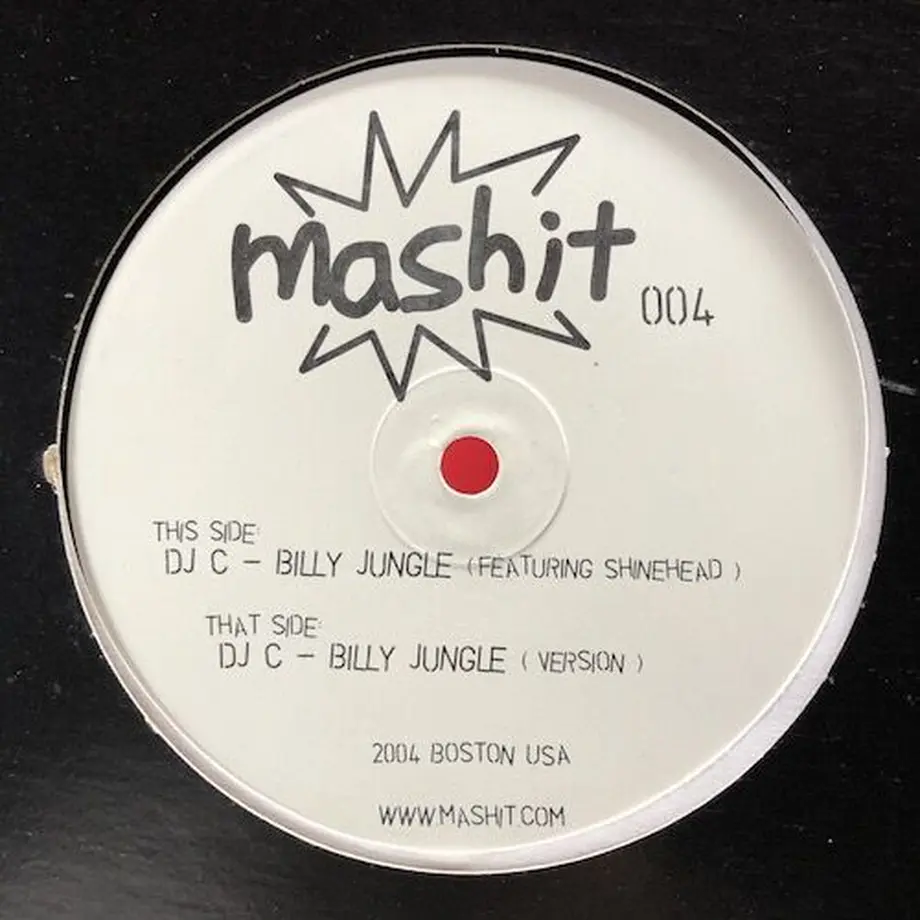 mashit
004
THIS SIDE:
DJ C - BILLY JUNGLE (FEATURING SHINEHEAD )
THAT SIDE:
DJ C - BILLY JUNGLE ( VERSION )
2004 BOSTON USA
WWW.MASHIT.COM